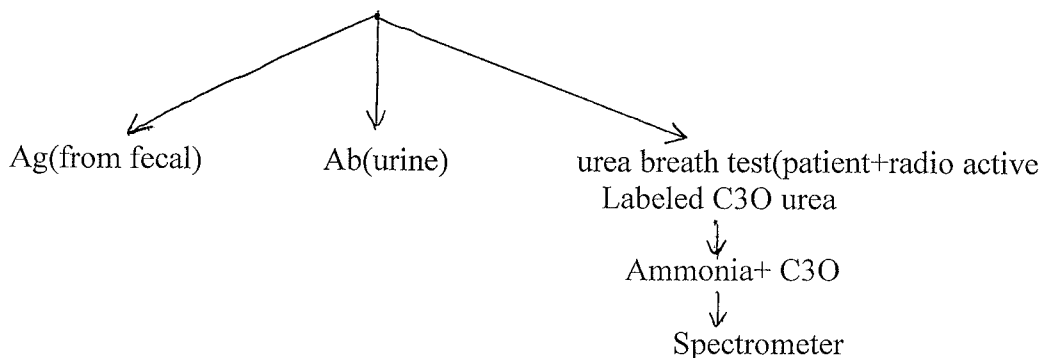 Ag(from fecal)
Ab(urine)
urea breath test(patient+radio active
Labeled C3O urea
Ammonia+ C3O
Spectrometer